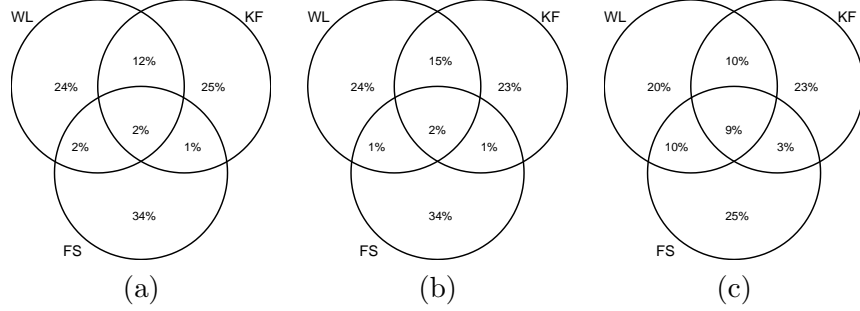 WL KF
12%
24% 25%
2%
2% 1%
34%
FS
(a)
WL KF
15%
24% 23%
2%
1% 1%
34%
FS
(b)
WL KF
10%
20% 23%
9%
10% 3%
25%
FS
(c)